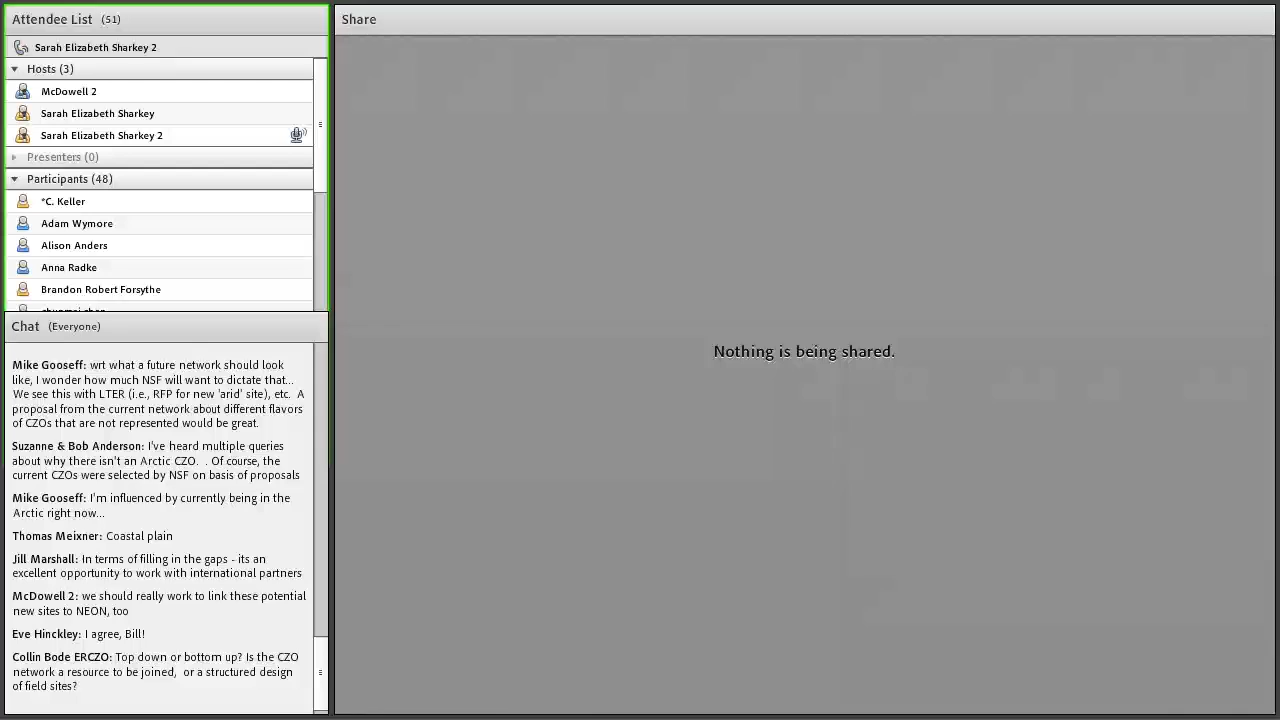 Attendee List (51)
Sarah Elizabeth Sharkey 2
Hosts (3)
McDowell 2
Sarah Elizabeth Sharkey
Sarah Elizabeth Sharkey 2
Presenters (0)
Participants (48)
*C. Keller
Adam Wymore
Alison Anders
Anna Radke
Brandon Robert Forsythe
Chat (Everyone)
Mike Gooseff: wrt what a future network should look
like, I wonder how much NSF will want to dictate that...
We see this with LTER (i.e., RFP for new 'arid' site), etc. A
proposal from the current network about different flavors
of CZOs that are not represented would be great.
Suzanne & Bob Anderson: I've heard multiple queries
about why there isn't an Arctic CZO. . Of course, the
current CZOs were selected by NSF on basis of proposals
Mike Gooseff: I'm influenced by currently being in the
Arctic right now...
Thomas Meixner: Coastal plain
Jill Marshall: In terms of filling in the gaps - its an
excellent opportunity to work with international partners
McDowell 2: we should really work to link these potential
new sites to NEON, too
Eve Hinckley: I agree, Bill!
Collin Bode ERCZO: Top down or bottom up? Is the CZO
network a resource to be joined, or a structured design
of field sites?
Share
Nothing is being shared.